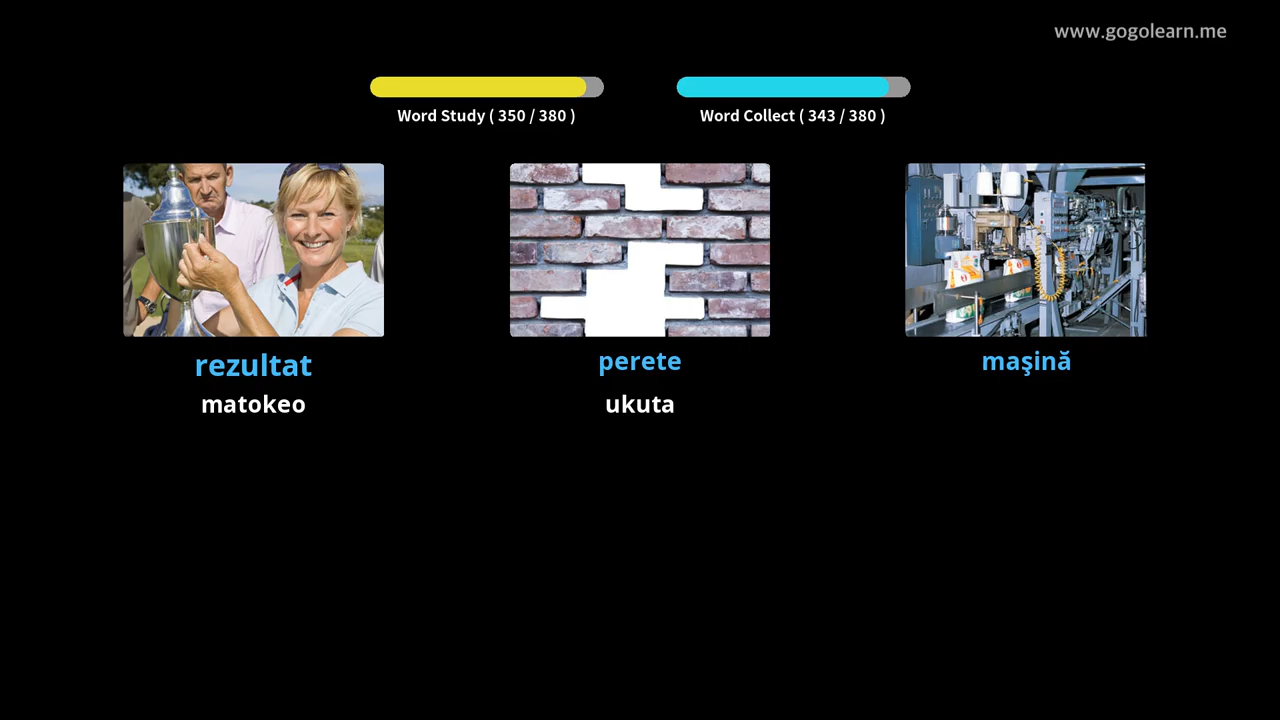 www.gogolearn.me
Word Study ( 350 / 380 )
Word Collect ( 343 / 380 )
rezultat
perete
maşină
matokeo
ukuta